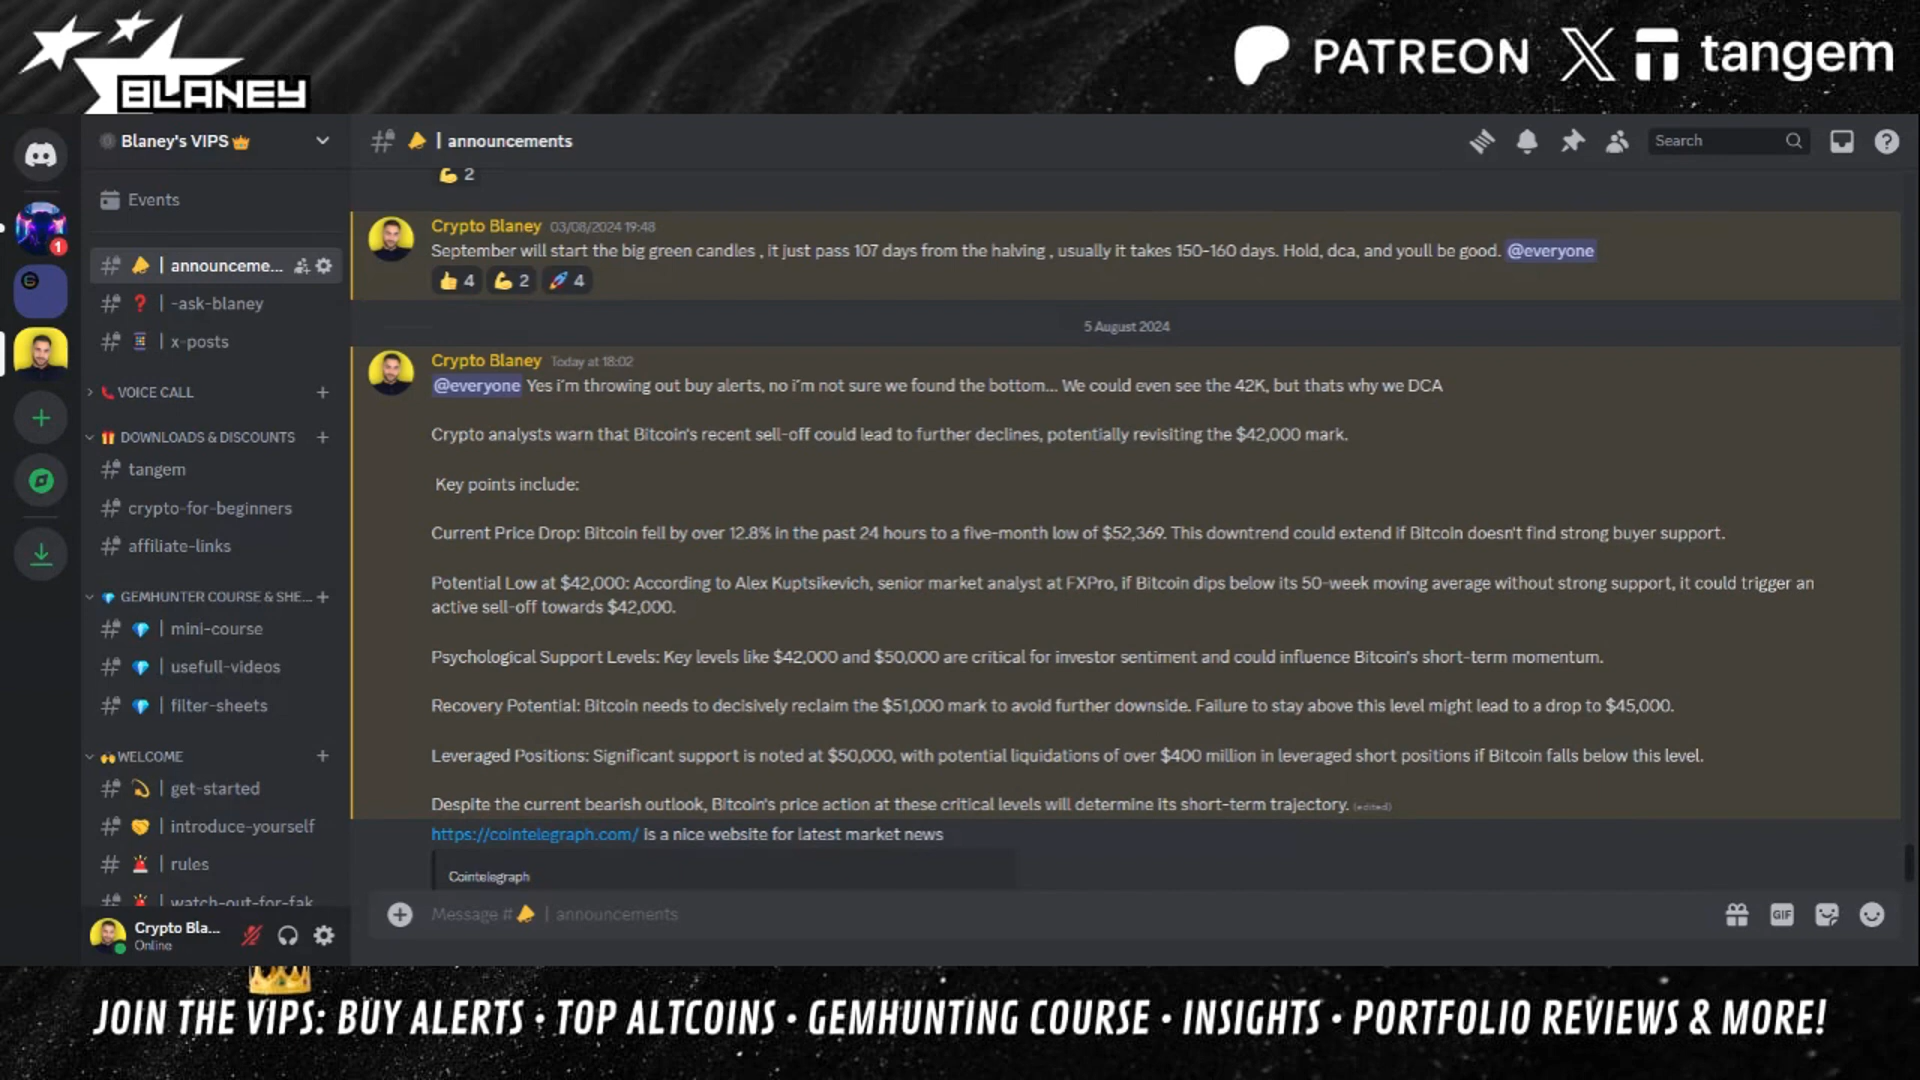 BLANEY
PATREON
tangem
Blaney's VIPS
| announcements
Search
2
Events
| announceme...
| -ask-blaney
| x-posts
VOICE CALL
DOWNLOADS & DISCOUNTS
tangem
crypto-for-beginners
affiliate-links
GEMHUNTER COURSE & SHE...
| mini-course
| usefull-videos
| filter-sheets
WELCOME
| get-started
| introduce-yourself
| rules
| watch-out-for-fak
Crypto Bla...
Online
1
Crypto Blaney 03/08/2024 19:48
September will start the big green candles , it just pass 107 days from the halving , usually it takes 150-160 days. Hold, dca, and youll be good. @everyone
4 2 4
5 August 2024
Crypto Blaney Today at 18:02
@everyone Yes i'm throwing out buy alerts, no i'm not sure we found the bottom... We could even see the 42K, but thats why we DCA
Crypto analysts warn that Bitcoin's recent sell-off could lead to further declines, potentially revisiting the $42,000 mark.
Key points include:
Current Price Drop: Bitcoin fell by over 12.8% in the past 24 hours to a five-month low of $52,369. This downtrend could extend if Bitcoin doesn't find strong buyer support.
Potential Low at $42,000: According to Alex Kuptsikevich, senior market analyst at FXPro, if Bitcoin dips below its 50-week moving average without strong support, it could trigger an
active sell-off towards $42,000.
Psychological Support Levels: Key levels like $42,000 and $50,000 are critical for investor sentiment and could influence Bitcoin's short-term momentum.
Recovery Potential: Bitcoin needs to decisively reclaim the $51,000 mark to avoid further downside. Failure to stay above this level might lead to a drop to $45,000.
Leveraged Positions: Significant support is noted at $50,000, with potential liquidations of over $400 million in leveraged short positions if Bitcoin falls below this level.
Despite the current bearish outlook, Bitcoin's price action at these critical levels will determine its short-term trajectory. (edited)
https://cointelegraph.com/ is a nice website for latest market news
Cointelegraph
Message # | announcements
GIF
JOIN THE VIPS: BUY ALERTS • TOP ALTCOINS • GEMHUNTING COURSE • INSIGHTS • PORTFOLIO REVIEWS & MORE!